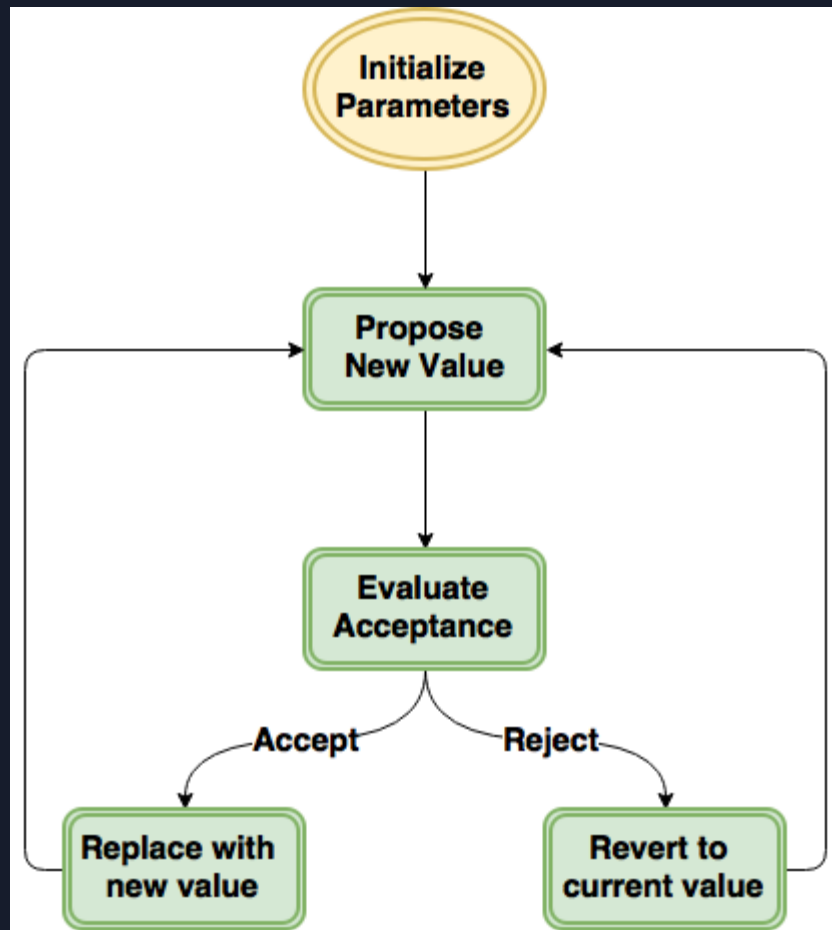 Initialize
Parameters
Propose
New Value
Evaluate
Acceptance
Accept
Reject
Replace with
new value
Revert to
current value